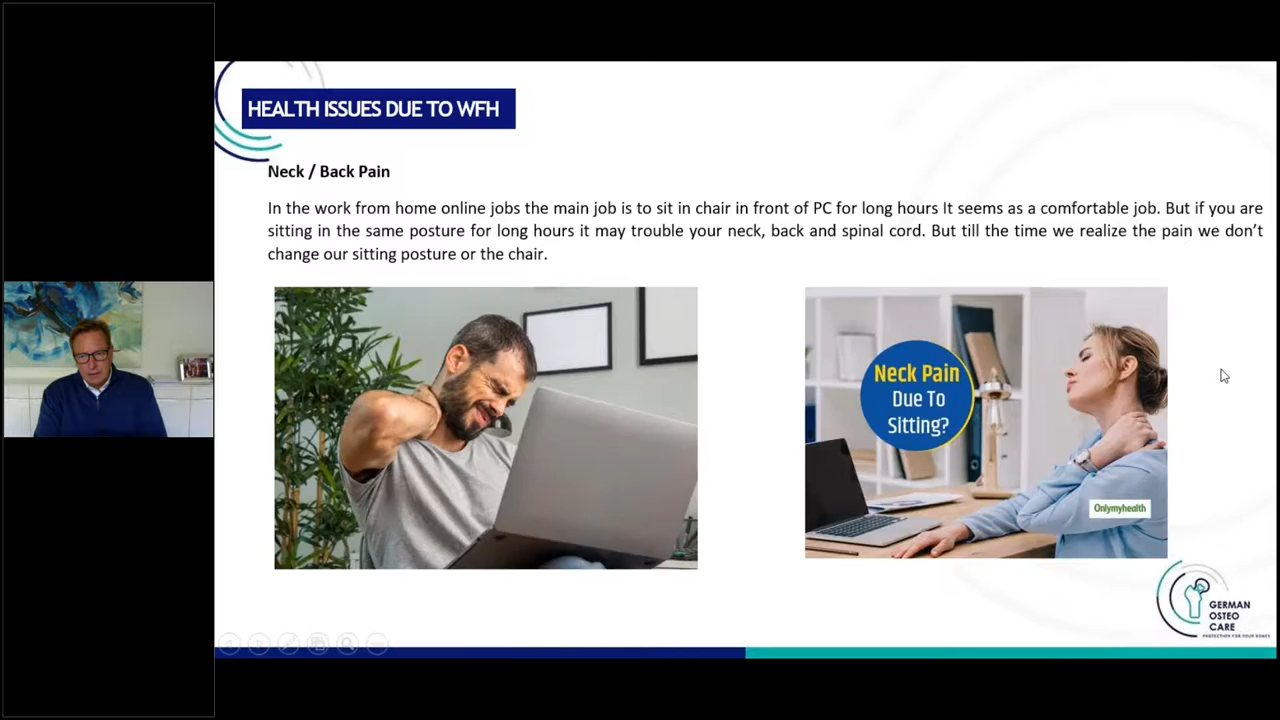 HEALTH ISSUES DUE TO WFH
Neck / Back Pain
In the work from home online jobs the main job is to sit in chair in front of PC for long hours It seems as a comfortable job. But if you are
sitting in the same posture for long hours it may trouble your neck, back and spinal cord. But till the time we realize the pain we don’t
change our sitting posture or the chair.
Neck Pain
Due To
Sitting?
Onlymyhealth
GERMAN
OSTEO
CARE
PROTECTION FOR YOUR BONES